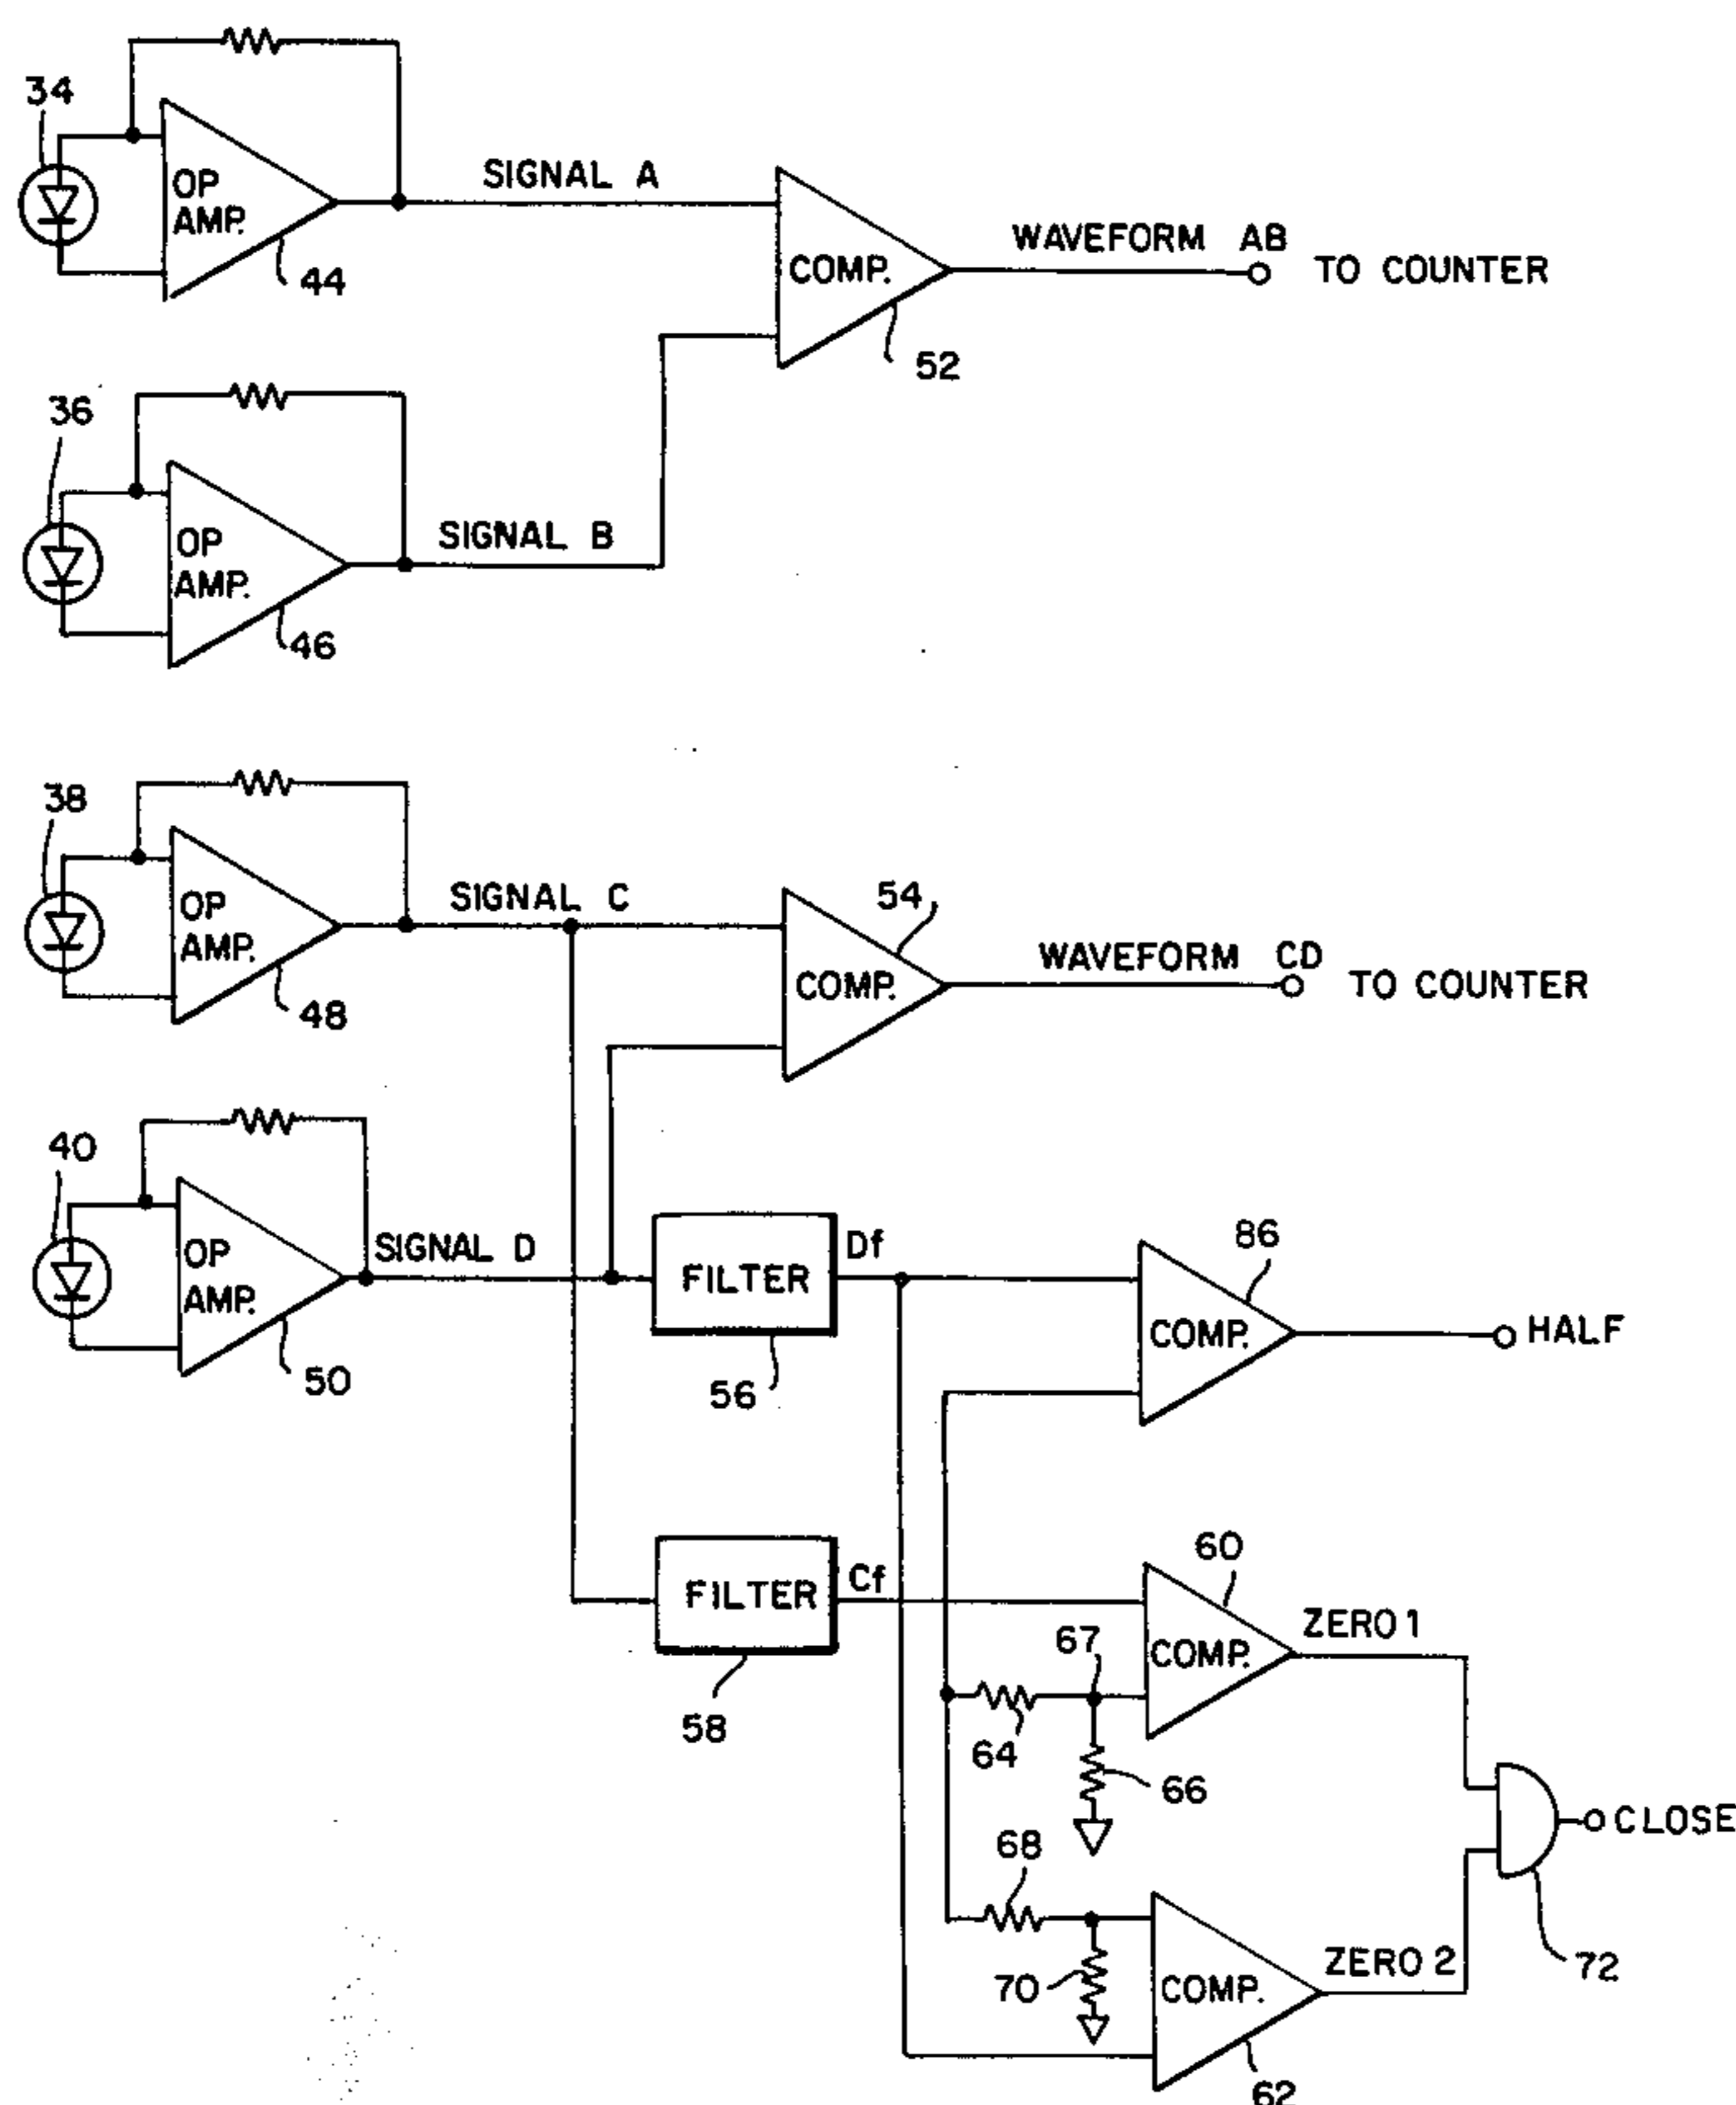 34
OP
AMP.
44
SIGNAL A
COMP.
52
WAVEFORM AB
TO COUNTER
36
OP
AMP.
46
SIGNAL B
38
OP
AMP.
48
SIGNAL C
54
COMP.
WAVEFORM CD
TO COUNTER
40
OP
AMP.
50
SIGNAL D
FILTER
Df
56
86
COMP.
HALF
FILTER
Cf
58
60
COMP.
ZERO 1
67
64
66
68
70
COMP.
62
ZERO 2
72
CLOSE